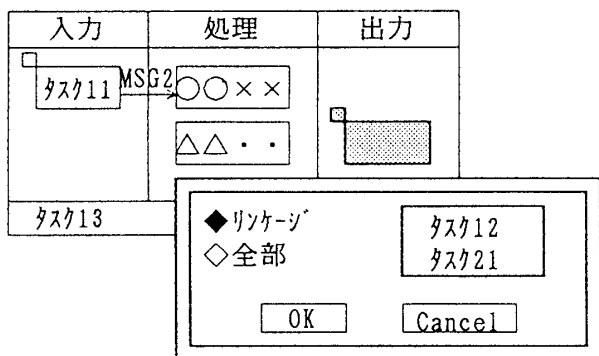 入力 処理 出力
タスク11 MSG2 ○○××
△△・・
タスク13
◆リンケージ タスク12
◇全部 タスク21
OK Cancel